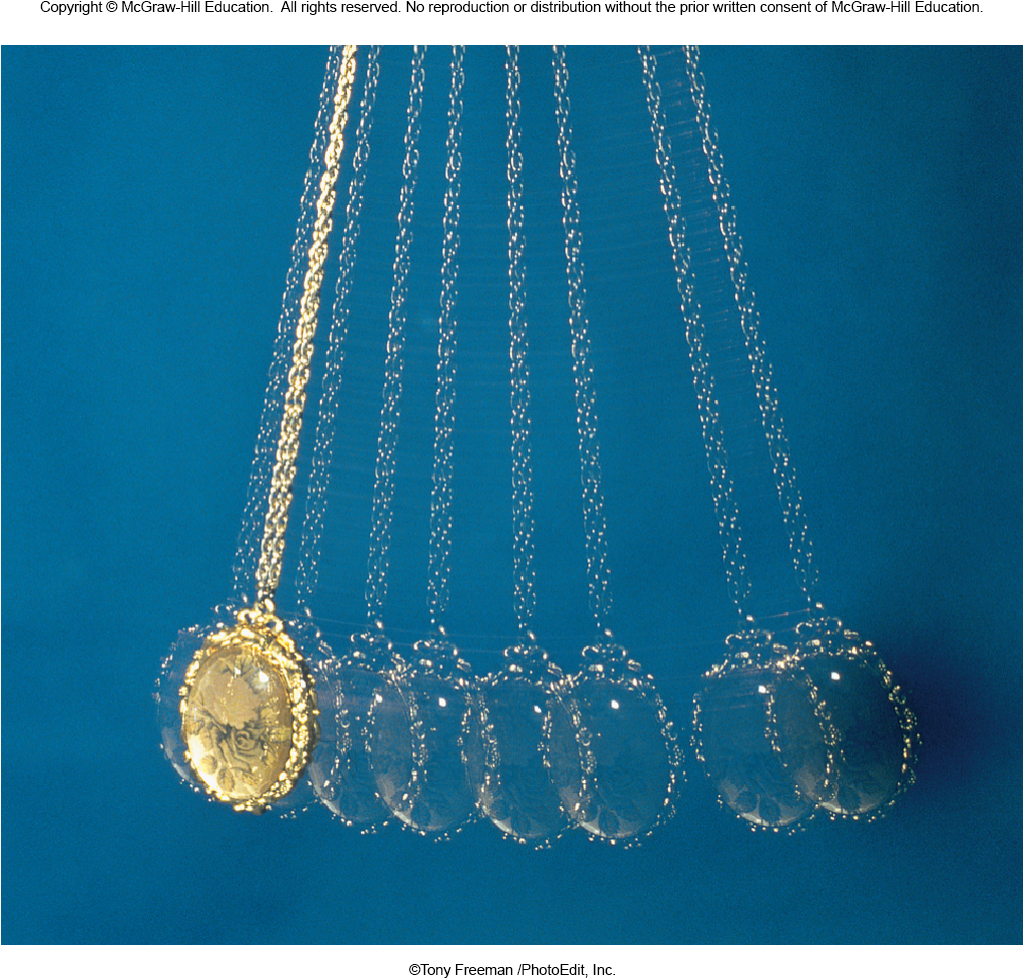 Copyright © McGraw-Hill Education.  All rights reserved. No reproduction or distribution without the prior written consent of McGraw-Hill Education.
©Tony Freeman /PhotoEdit, Inc.